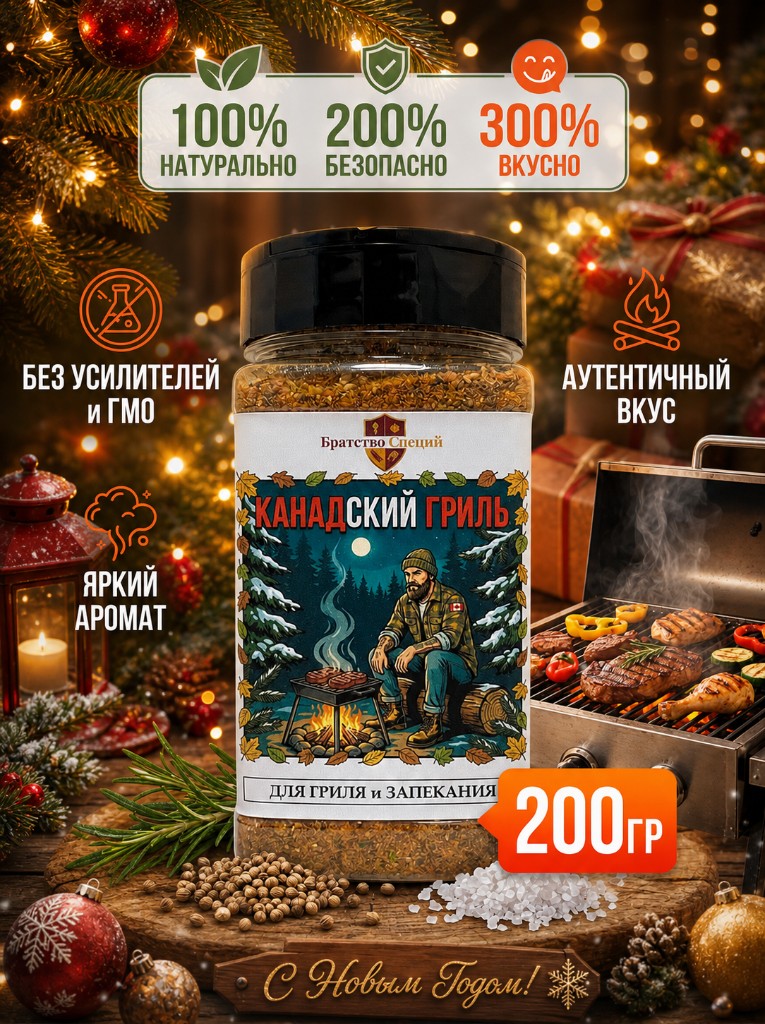 100% 200% 300%
НАТУРАЛЬНО БЕЗОПАСНО ВКУСНО
БЕЗ УСИЛИТЕЛЕЙ
и ГМО
АУТЕНТИЧНЫЙ
ВКУС
Братство Специй
КАНАДСКИЙ ГРИЛЬ
ЯРКИЙ
АРОМАТ
ДЛЯ ГРИЛЯ и ЗАПЕКАНИЯ
200ГР
С Новым Годом!